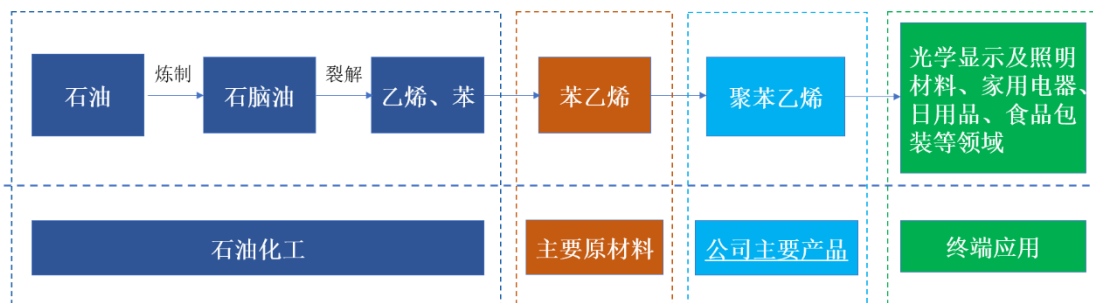 石油
炼制
石脑油
裂解
乙烯、苯
苯乙烯
聚苯乙烯
光学显示及照明
材料、家用电器、
日用品、食品包
装等领域
石油化工
主要原材料
公司主要产品
终端应用